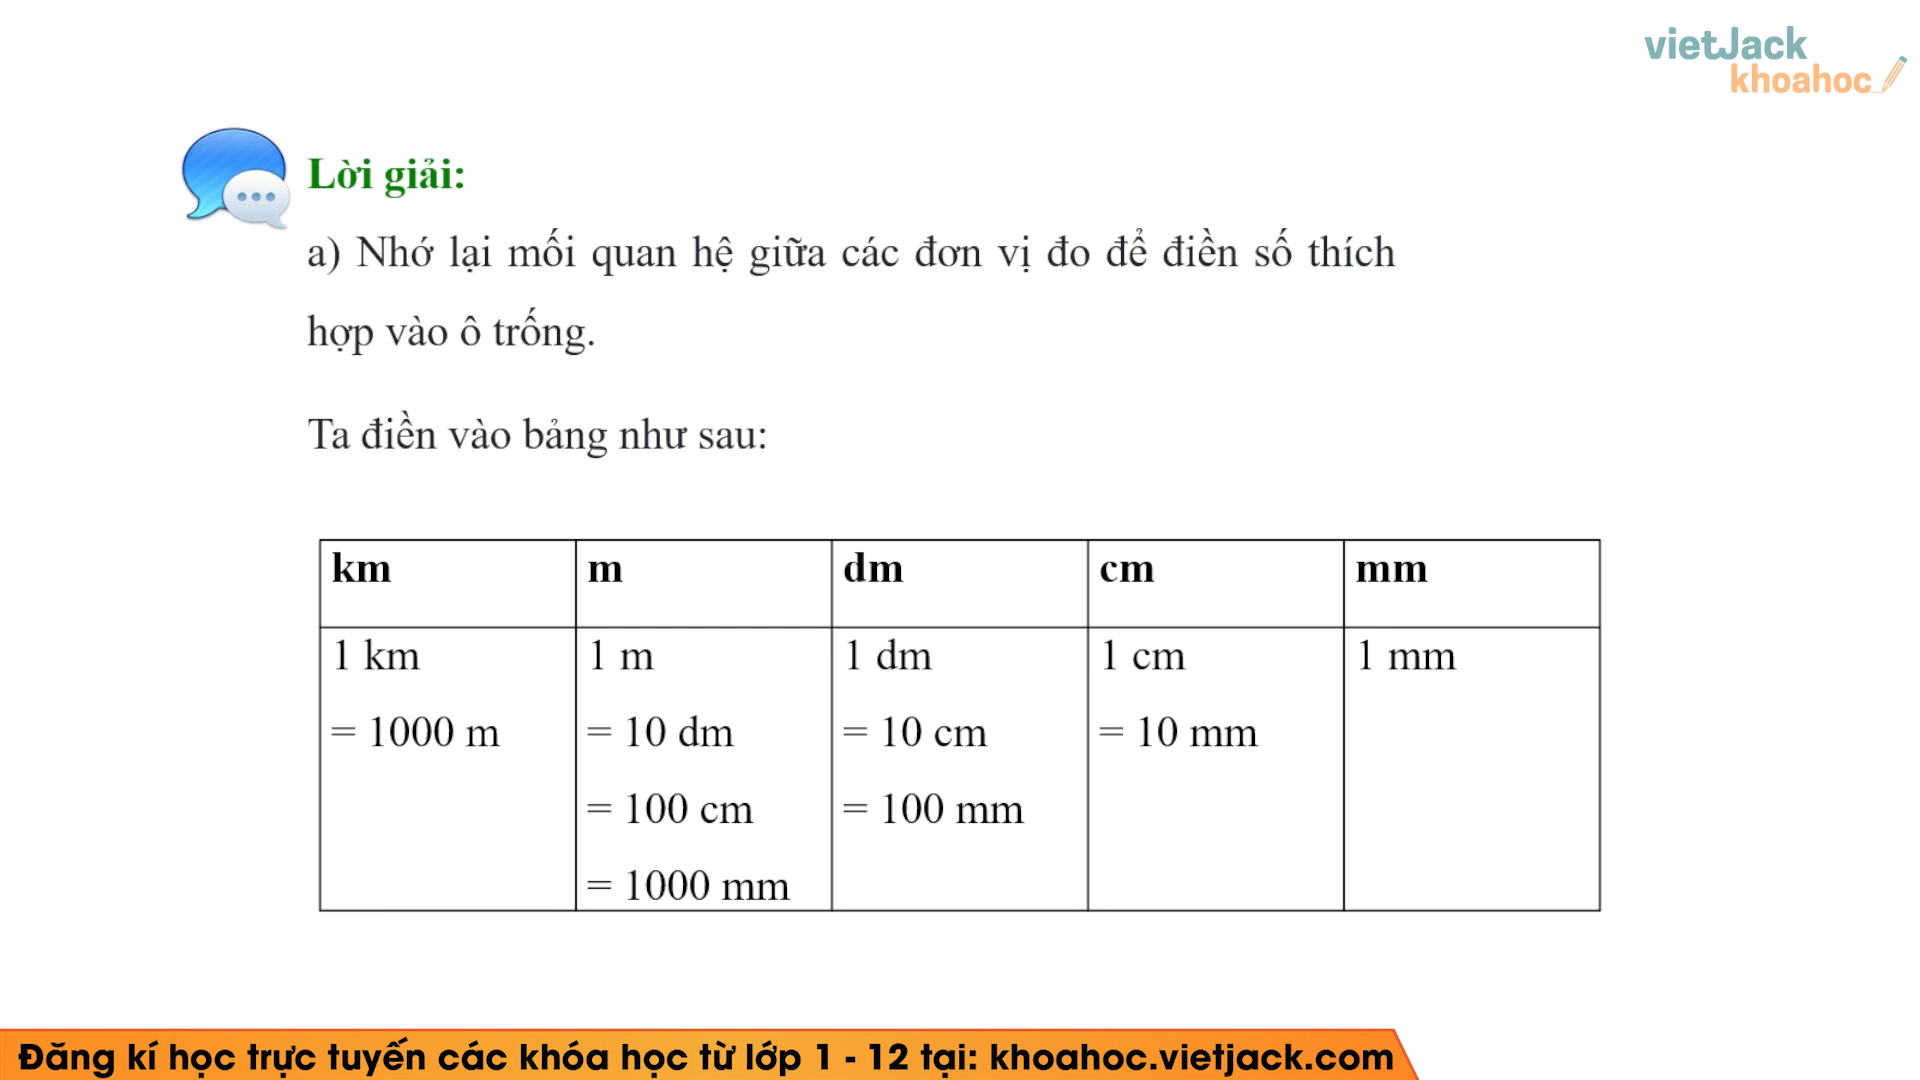 vietJack
khoahoc
Lời giải:
a) Nhớ lại mối quan hệ giữa các đơn vị đo để điền số thích
hợp vào ô trống.
Ta điền vào bảng như sau:
km m dm cm mm
1 km 1 m 1 dm 1 cm 1 mm
= 1000 m = 10 dm = 10 cm = 10 mm
= 100 cm = 100 mm
= 1000 mm
Đăng kí học trực tuyến các khóa học từ lớp 1 - 12 tại: khoahoc.vietjack.com